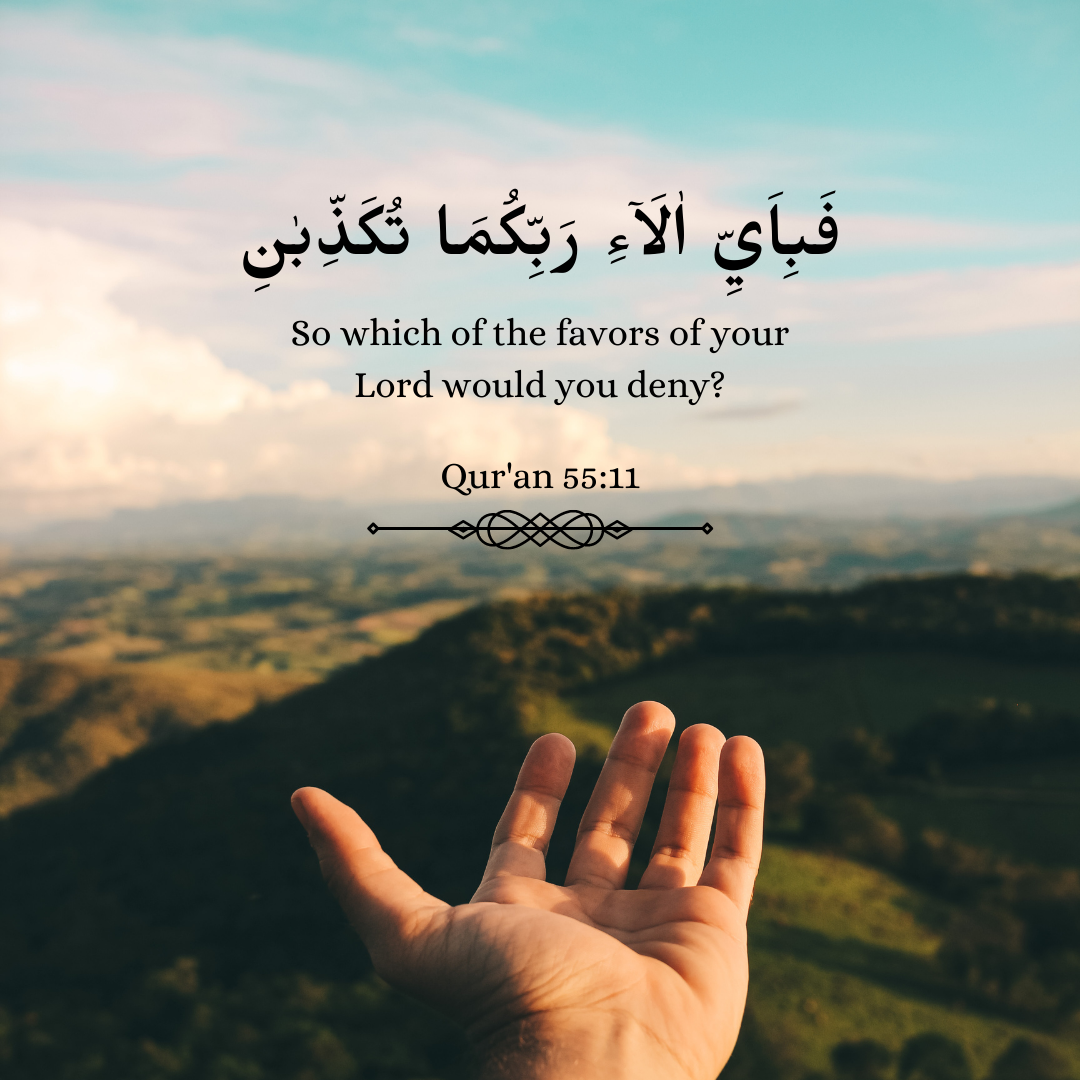 فَبِاَيِّ اٰلَآءِ رَبِّكُمَا تُكَذِّبٰنِ
So which of the favors of your
Lord would you deny?
Qur'an 55:11